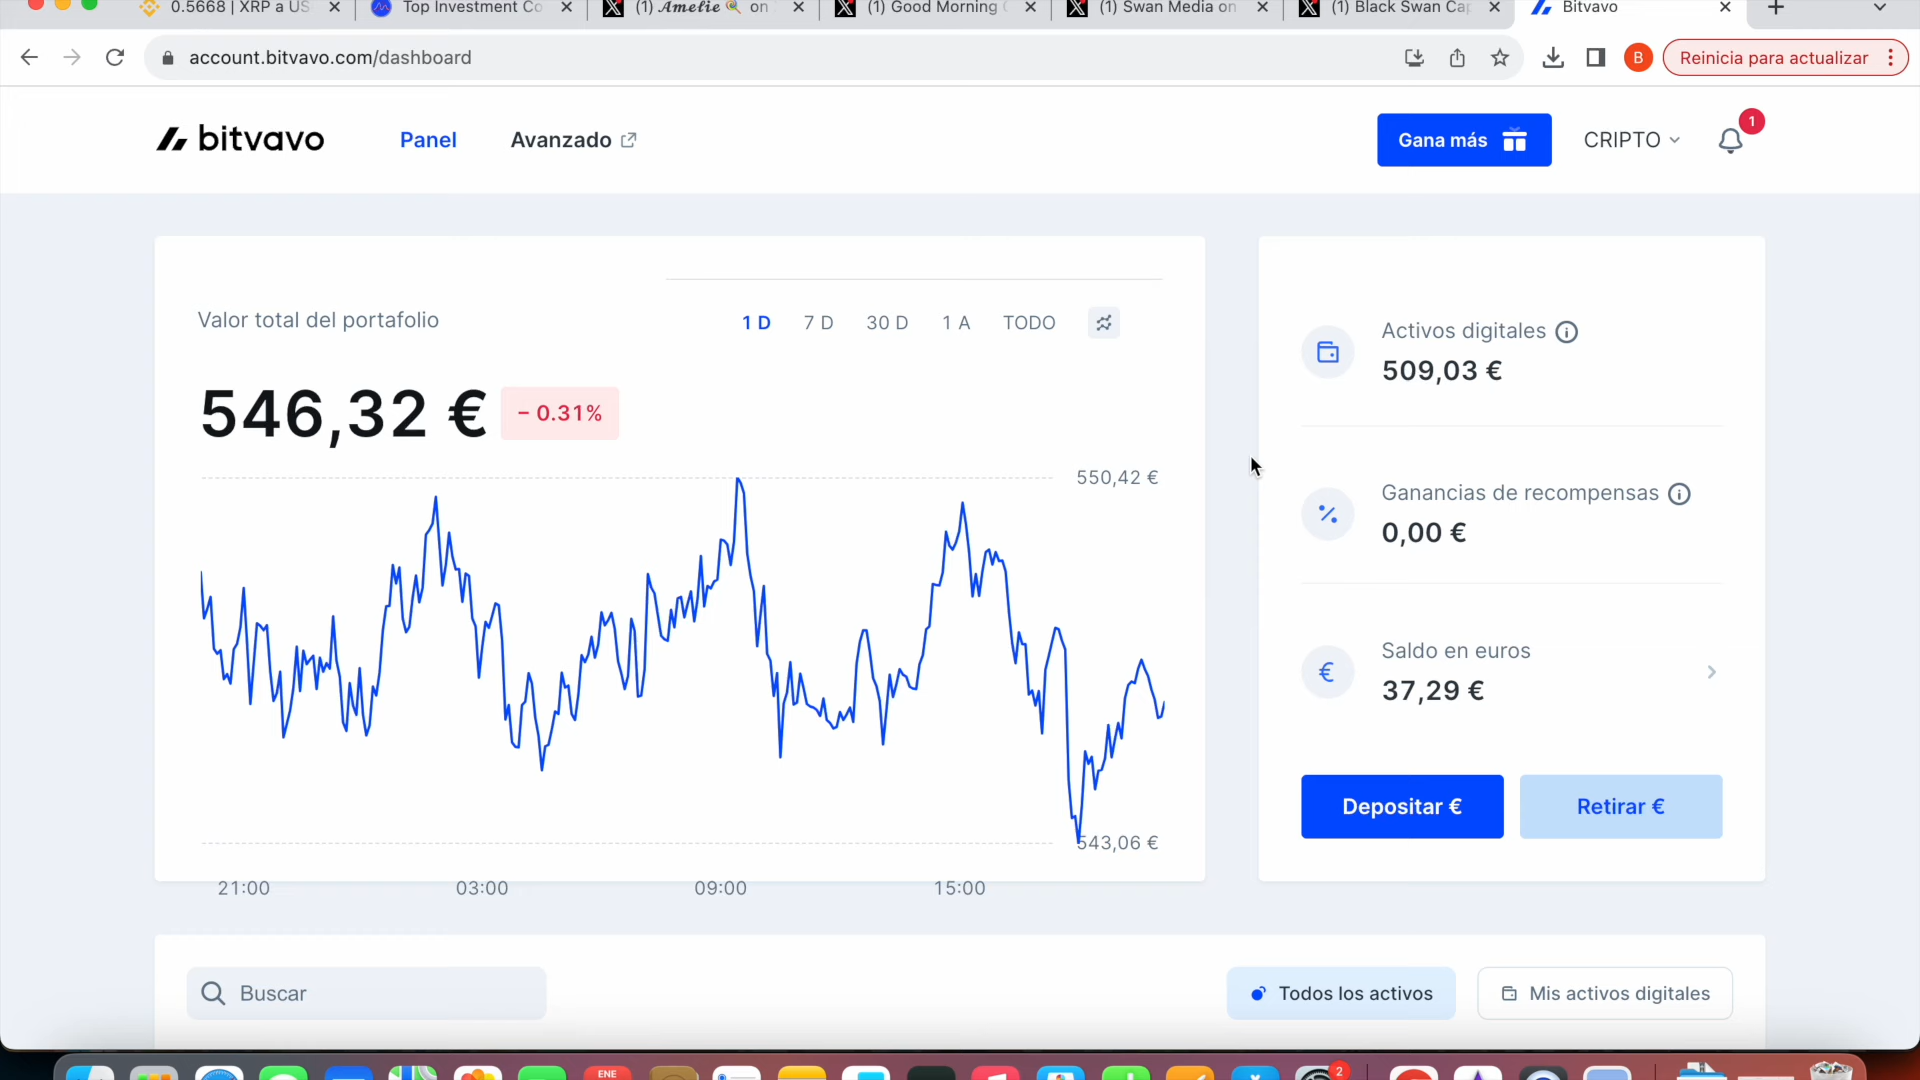 0.5668 | XRP a US
Top Investment Co
(1) 𝓐𝓶𝓮𝓵𝓲𝓮 🍭 on
(1) Good Morning C
(1) Swan Media on
(1) Black Swan Cap
Bitvavo
account.bitvavo.com/dashboard
B
Reinicia para actualizar
bitvavo
Panel
Avanzado
Gana más
CRIPTO
1
Valor total del portafolio
1 D 7 D 30 D 1 A TODO
546,32 € − 0.31%
550,42 €
543,06 €
21:00 03:00 09:00 15:00
Activos digitales
509,03 €
Ganancias de recompensas
0,00 €
€
Saldo en euros
37,29 €
Depositar €
Retirar €
Buscar
Todos los activos
Mis activos digitales
ENE
2